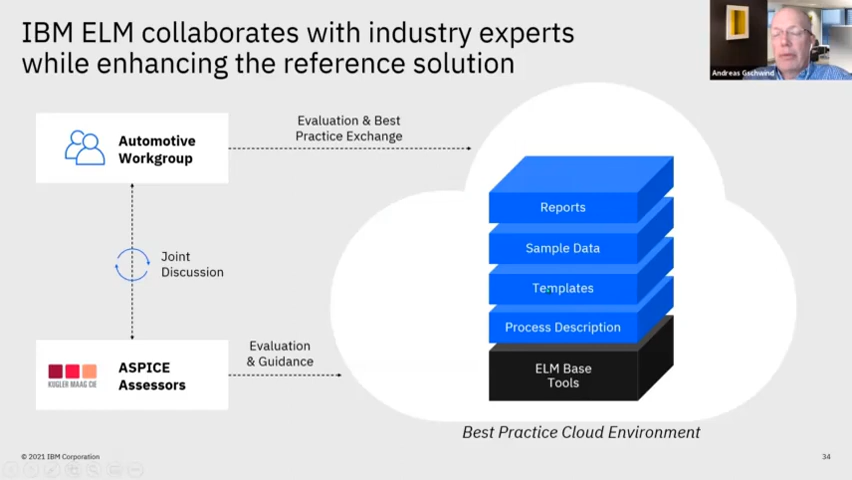 IBM ELM collaborates with industry experts
while enhancing the reference solution
Andreas Gschwind
Automotive
Workgroup
Evaluation & Best
Practice Exchange
Joint
Discussion
KUGLER MAAG CIE
ASPICE
Assessors
Evaluation
& Guidance
Reports
Sample Data
Templates
Process Description
ELM Base
Tools
Best Practice Cloud Environment
© 2021 IBM Corporation
34